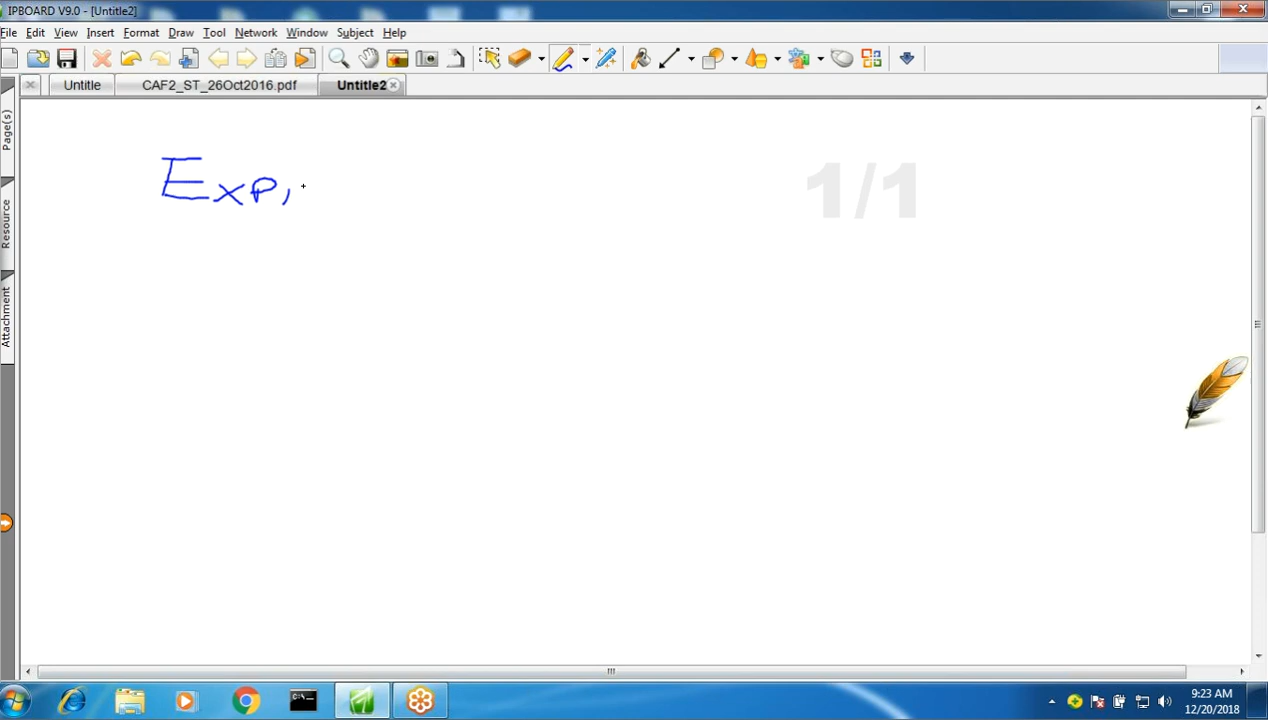 IPBOARD V9.0 - [Untitle2]
File Edit View Insert Format Draw Tool Network Window Subject Help
Untitle CAF2_ST_26Oct2016.pdf Untitle2
Page(s)
Resource
Attachment
Exp,
1/1
9:23 AM
12/20/2018